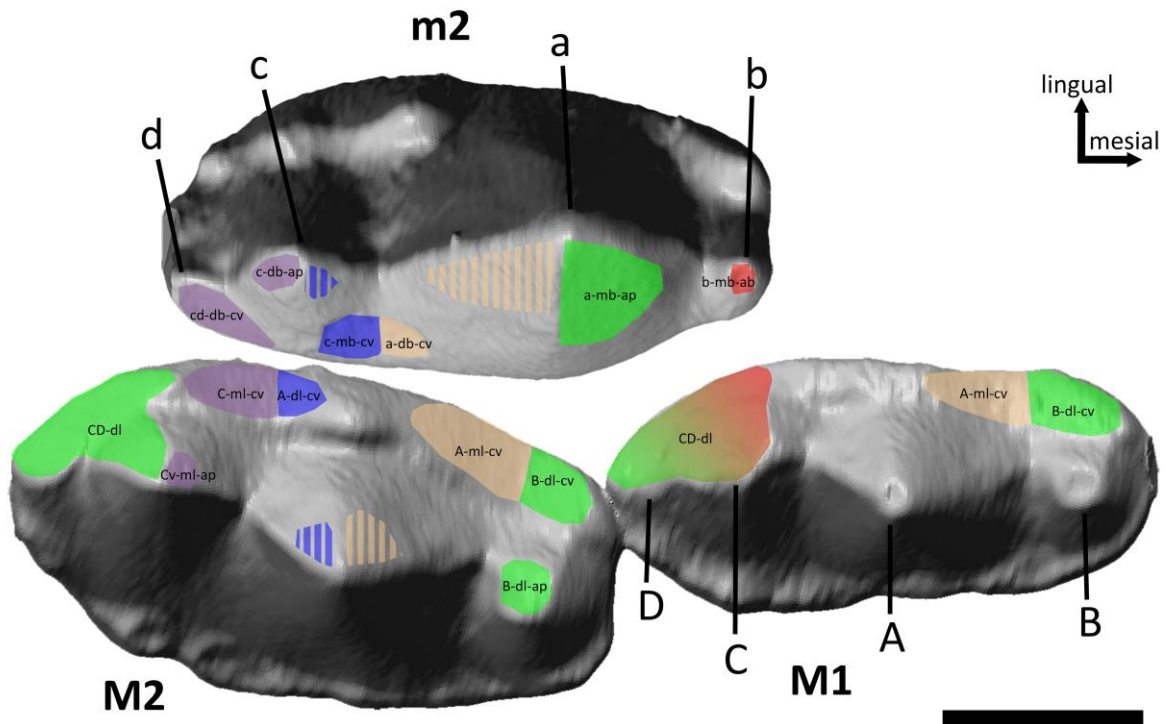 m2
a
b
c
d
lingual
mesial
c-db-ap
b-mb-ab
a-mb-ap
cd-db-cv
c-mb-cv
a-db-cv
C-ml-cv
A-dl-cv
CD-dl
A-ml-cv
B-dl-cv
CD-dl
A-ml-cv
B-dl-cv
Cv-ml-ap
B-dl-ap
D
C
A
B
M2
M1